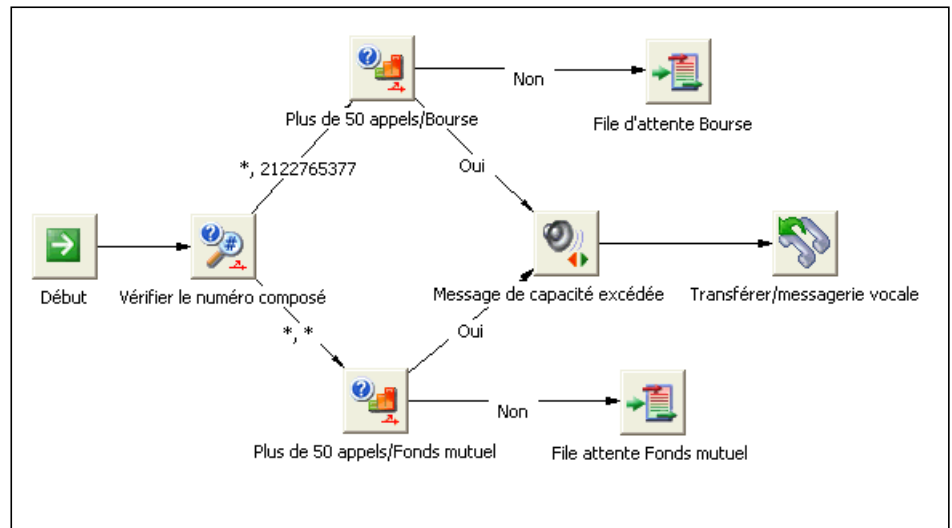 Non
Plus de 50 appels/Bourse
File d'attente Bourse
*, 2122765377
Oui
Début
Vérifier le numéro composé
Message de capacité excédée
Transférer/messagerie vocale
*, *
Oui
Non
Plus de 50 appels/Fonds mutuel
File attente Fonds mutuel